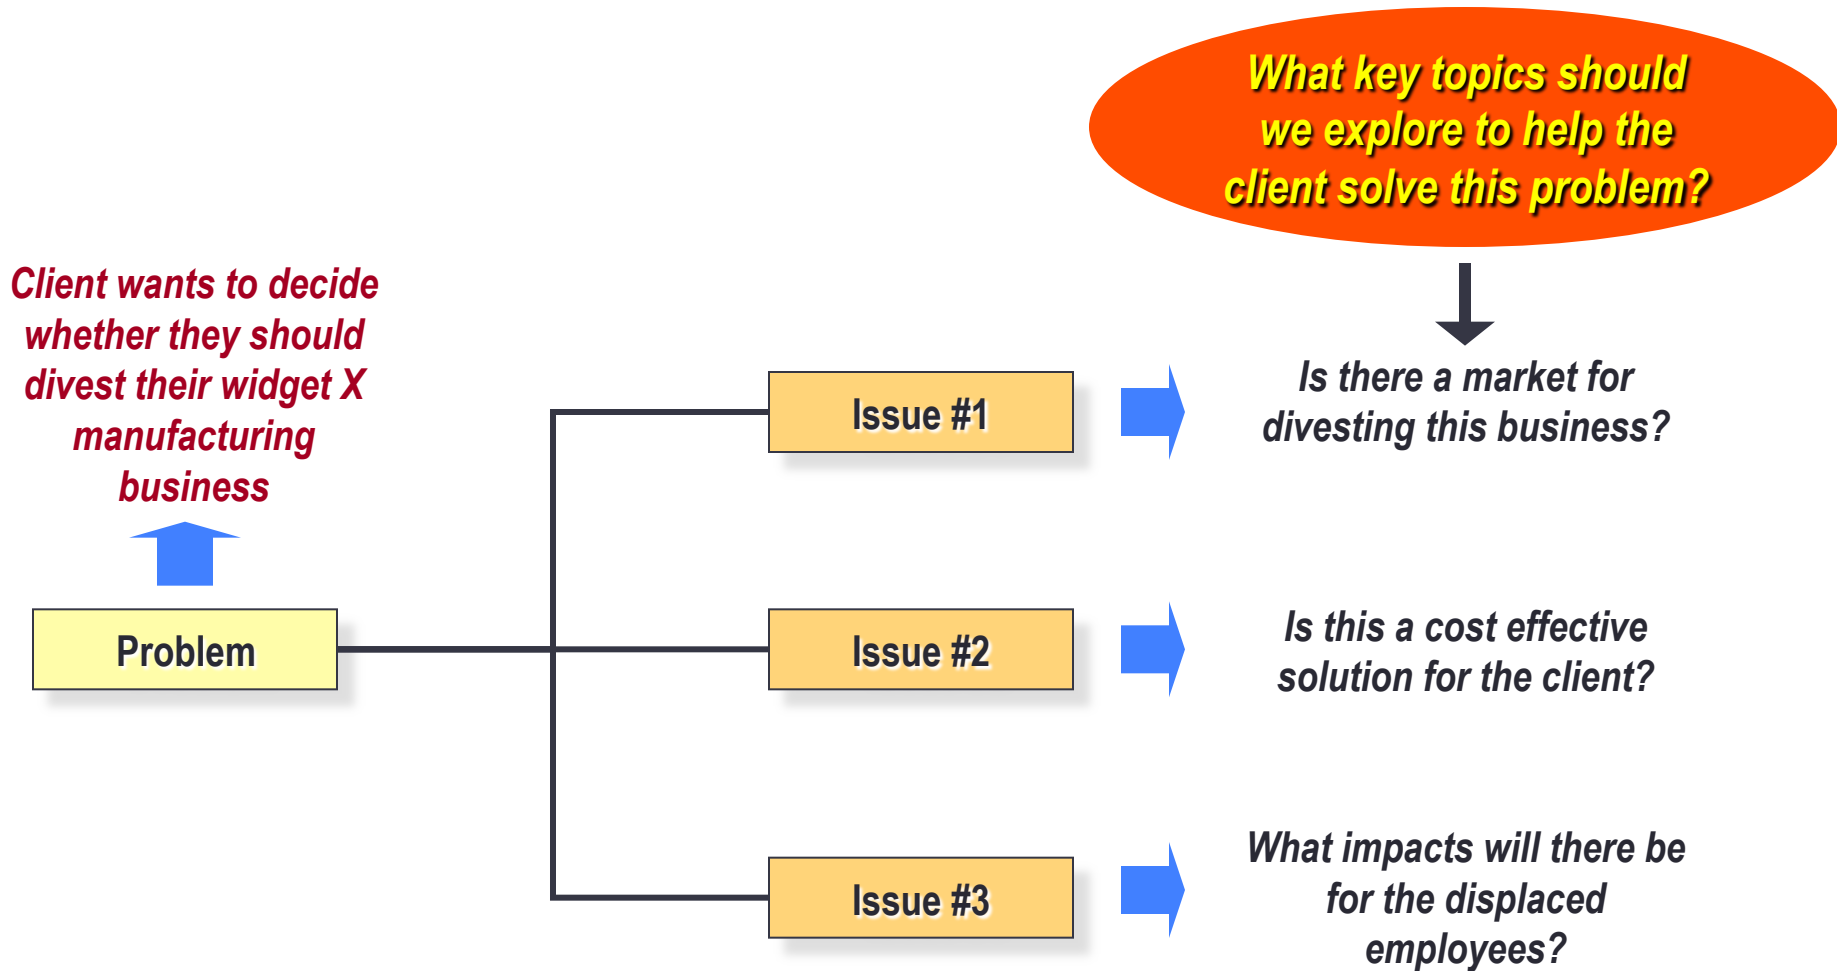 What key topics should
we explore to help the
client solve this problem?
Client wants to decide
whether they should
divest their widget X
manufacturing
business
Problem
Issue #1
Is there a market for
divesting this business?
Issue #2
Is this a cost effective
solution for the client?
Issue #3
What impacts will there be
for the displaced
employees?